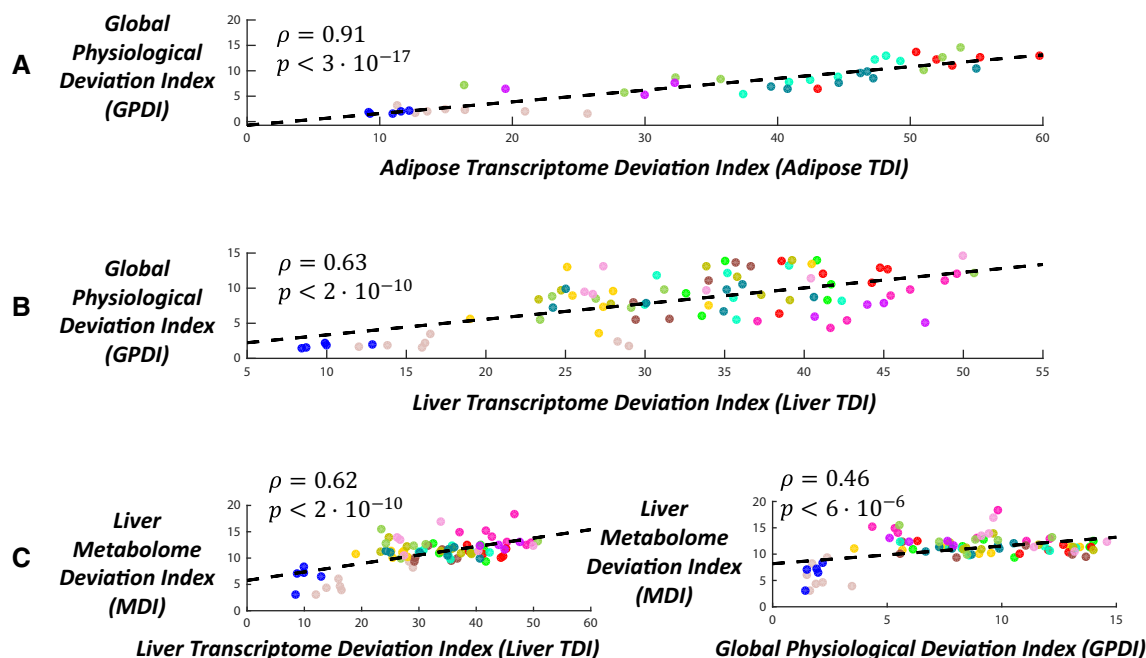 A
Global
Physiological
Deviation Index
(GPDI)
ρ = 0.91
p < 3 · 10⁻¹⁷
20
15
10
5
0
0 10 20 30 40 50 60
Adipose Transcriptome Deviation Index (Adipose TDI)
B
Global
Physiological
Deviation Index
(GPDI)
ρ = 0.63
p < 2 · 10⁻¹⁰
15
10
5
0
5 10 15 20 25 30 35 40 45 50 55
Liver Transcriptome Deviation Index (Liver TDI)
C
Liver
Metabolome
Deviation Index
(MDI)
ρ = 0.62
p < 2 · 10⁻¹⁰
20
15
10
5
0
0 10 20 30 40 50 60
Liver Transcriptome Deviation Index (Liver TDI)
Liver
Metabolome
Deviation Index
(MDI)
ρ = 0.46
p < 6 · 10⁻⁶
20
15
10
5
0
0 5 10 15
Global Physiological Deviation Index (GPDI)